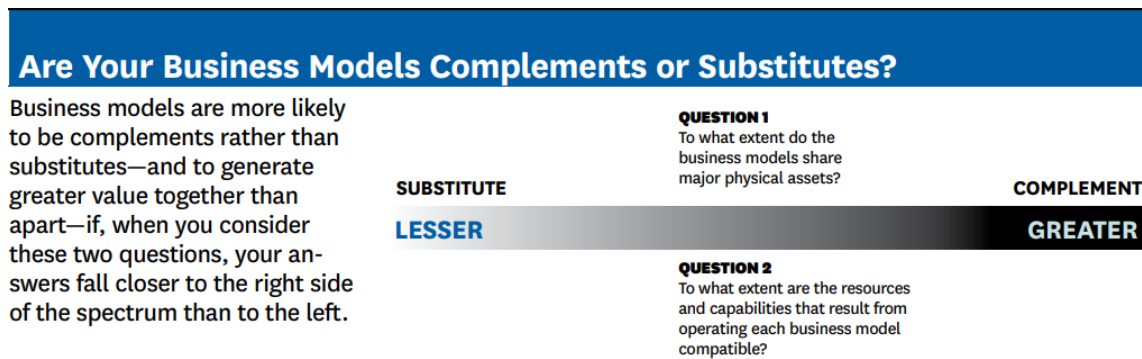 Are Your Business Models Complements or Substitutes?
Business models are more likely
to be complements rather than
substitutes—and to generate
greater value together than
apart—if, when you consider
these two questions, your an-
swers fall closer to the right side
of the spectrum than to the left.
QUESTION 1
To what extent do the
business models share
major physical assets?
SUBSTITUTE
COMPLEMENT
LESSER
GREATER
QUESTION 2
To what extent are the resources
and capabilities that result from
operating each business model
compatible?